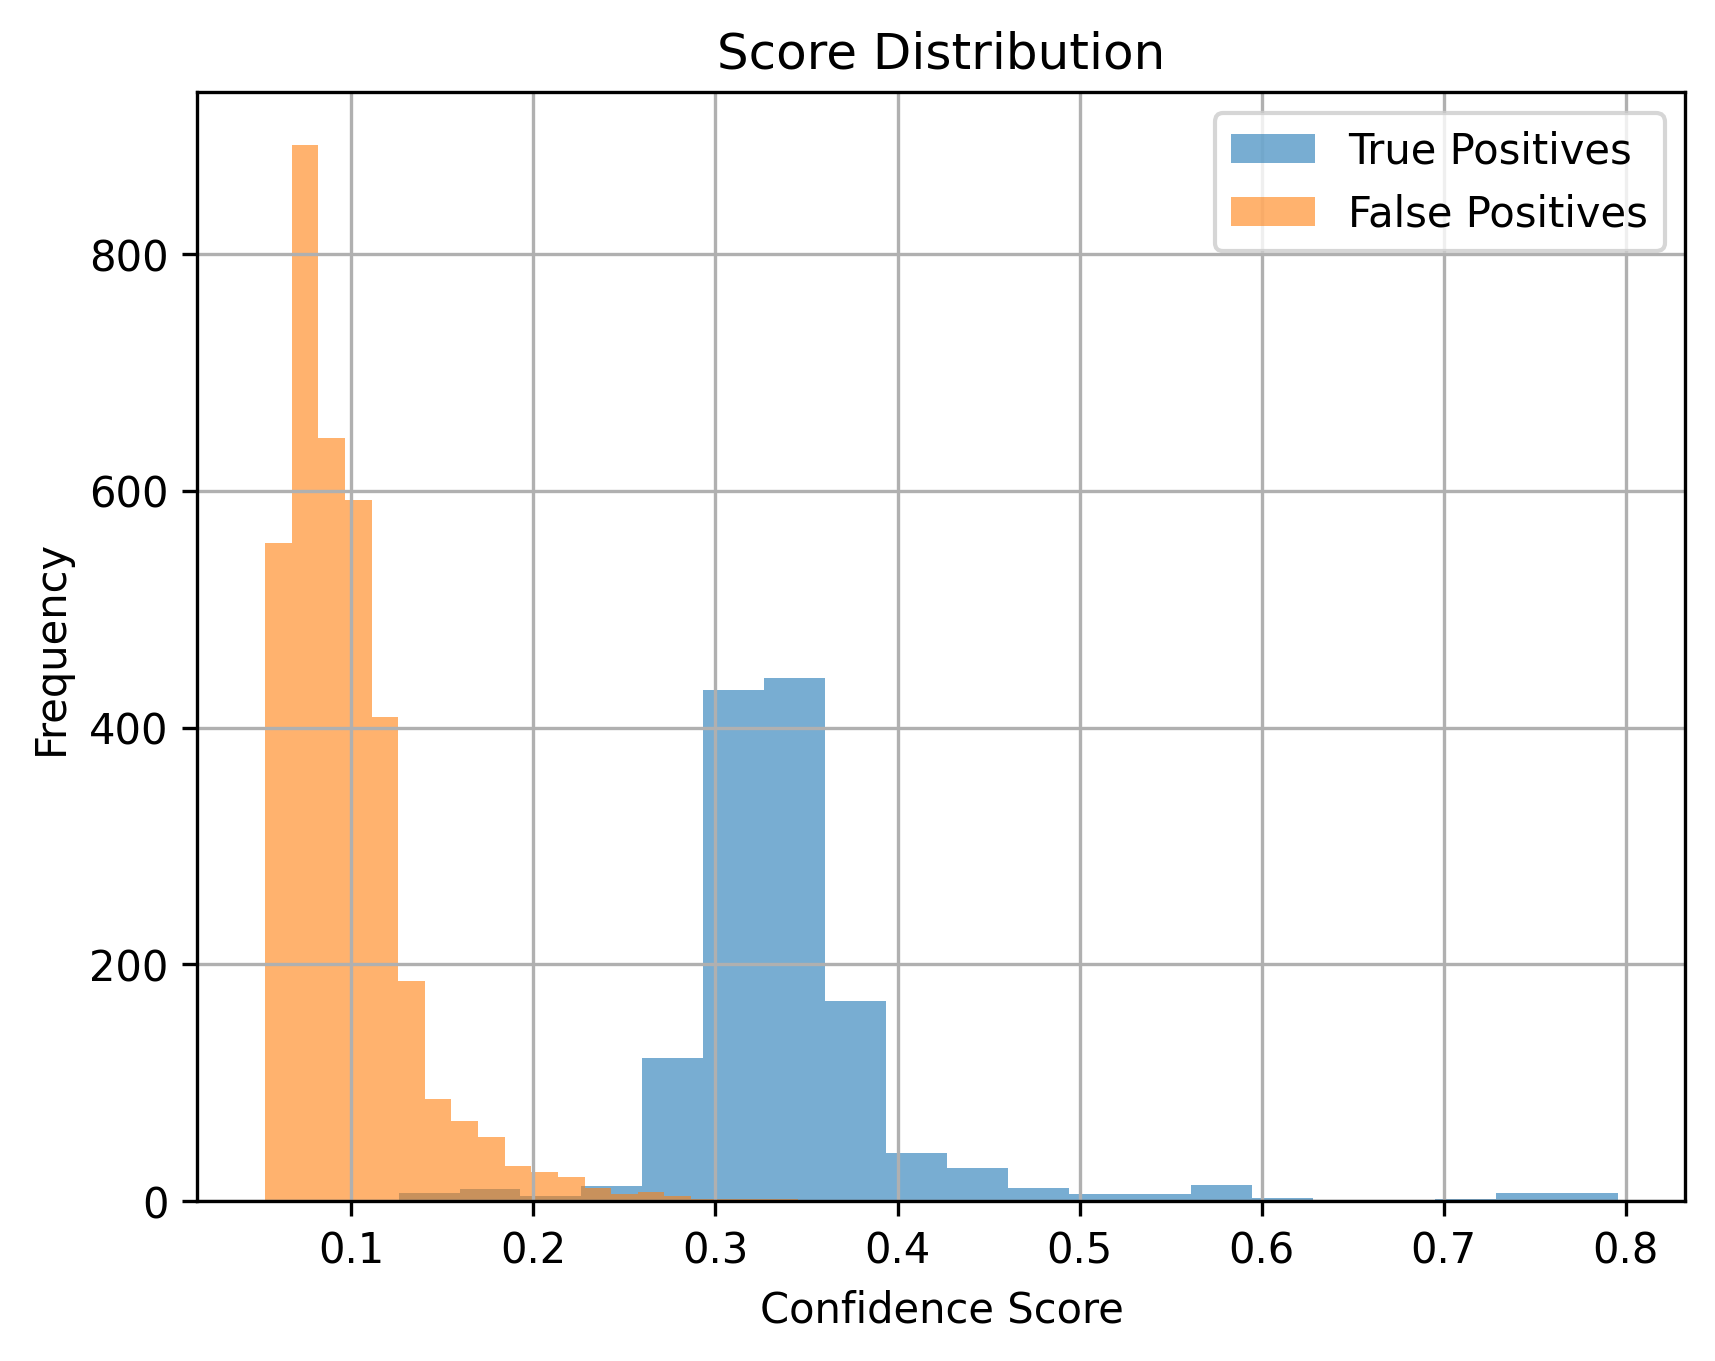 Score Distribution
True Positives
False Positives
800
600
400
200
0
Frequency
0.1 0.2 0.3 0.4 0.5 0.6 0.7 0.8
Confidence Score